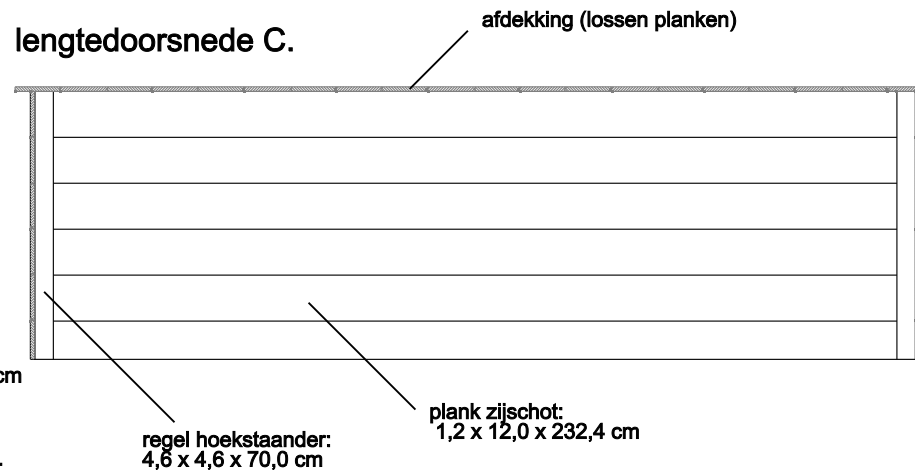 afdekking (lossen planken)
lengtedoorsnede C.
cm
plank zijschot:
1,2 x 12,0 x 232,4 cm
regel hoekstaander:
4,6 x 4,6 x 70,0 cm
.